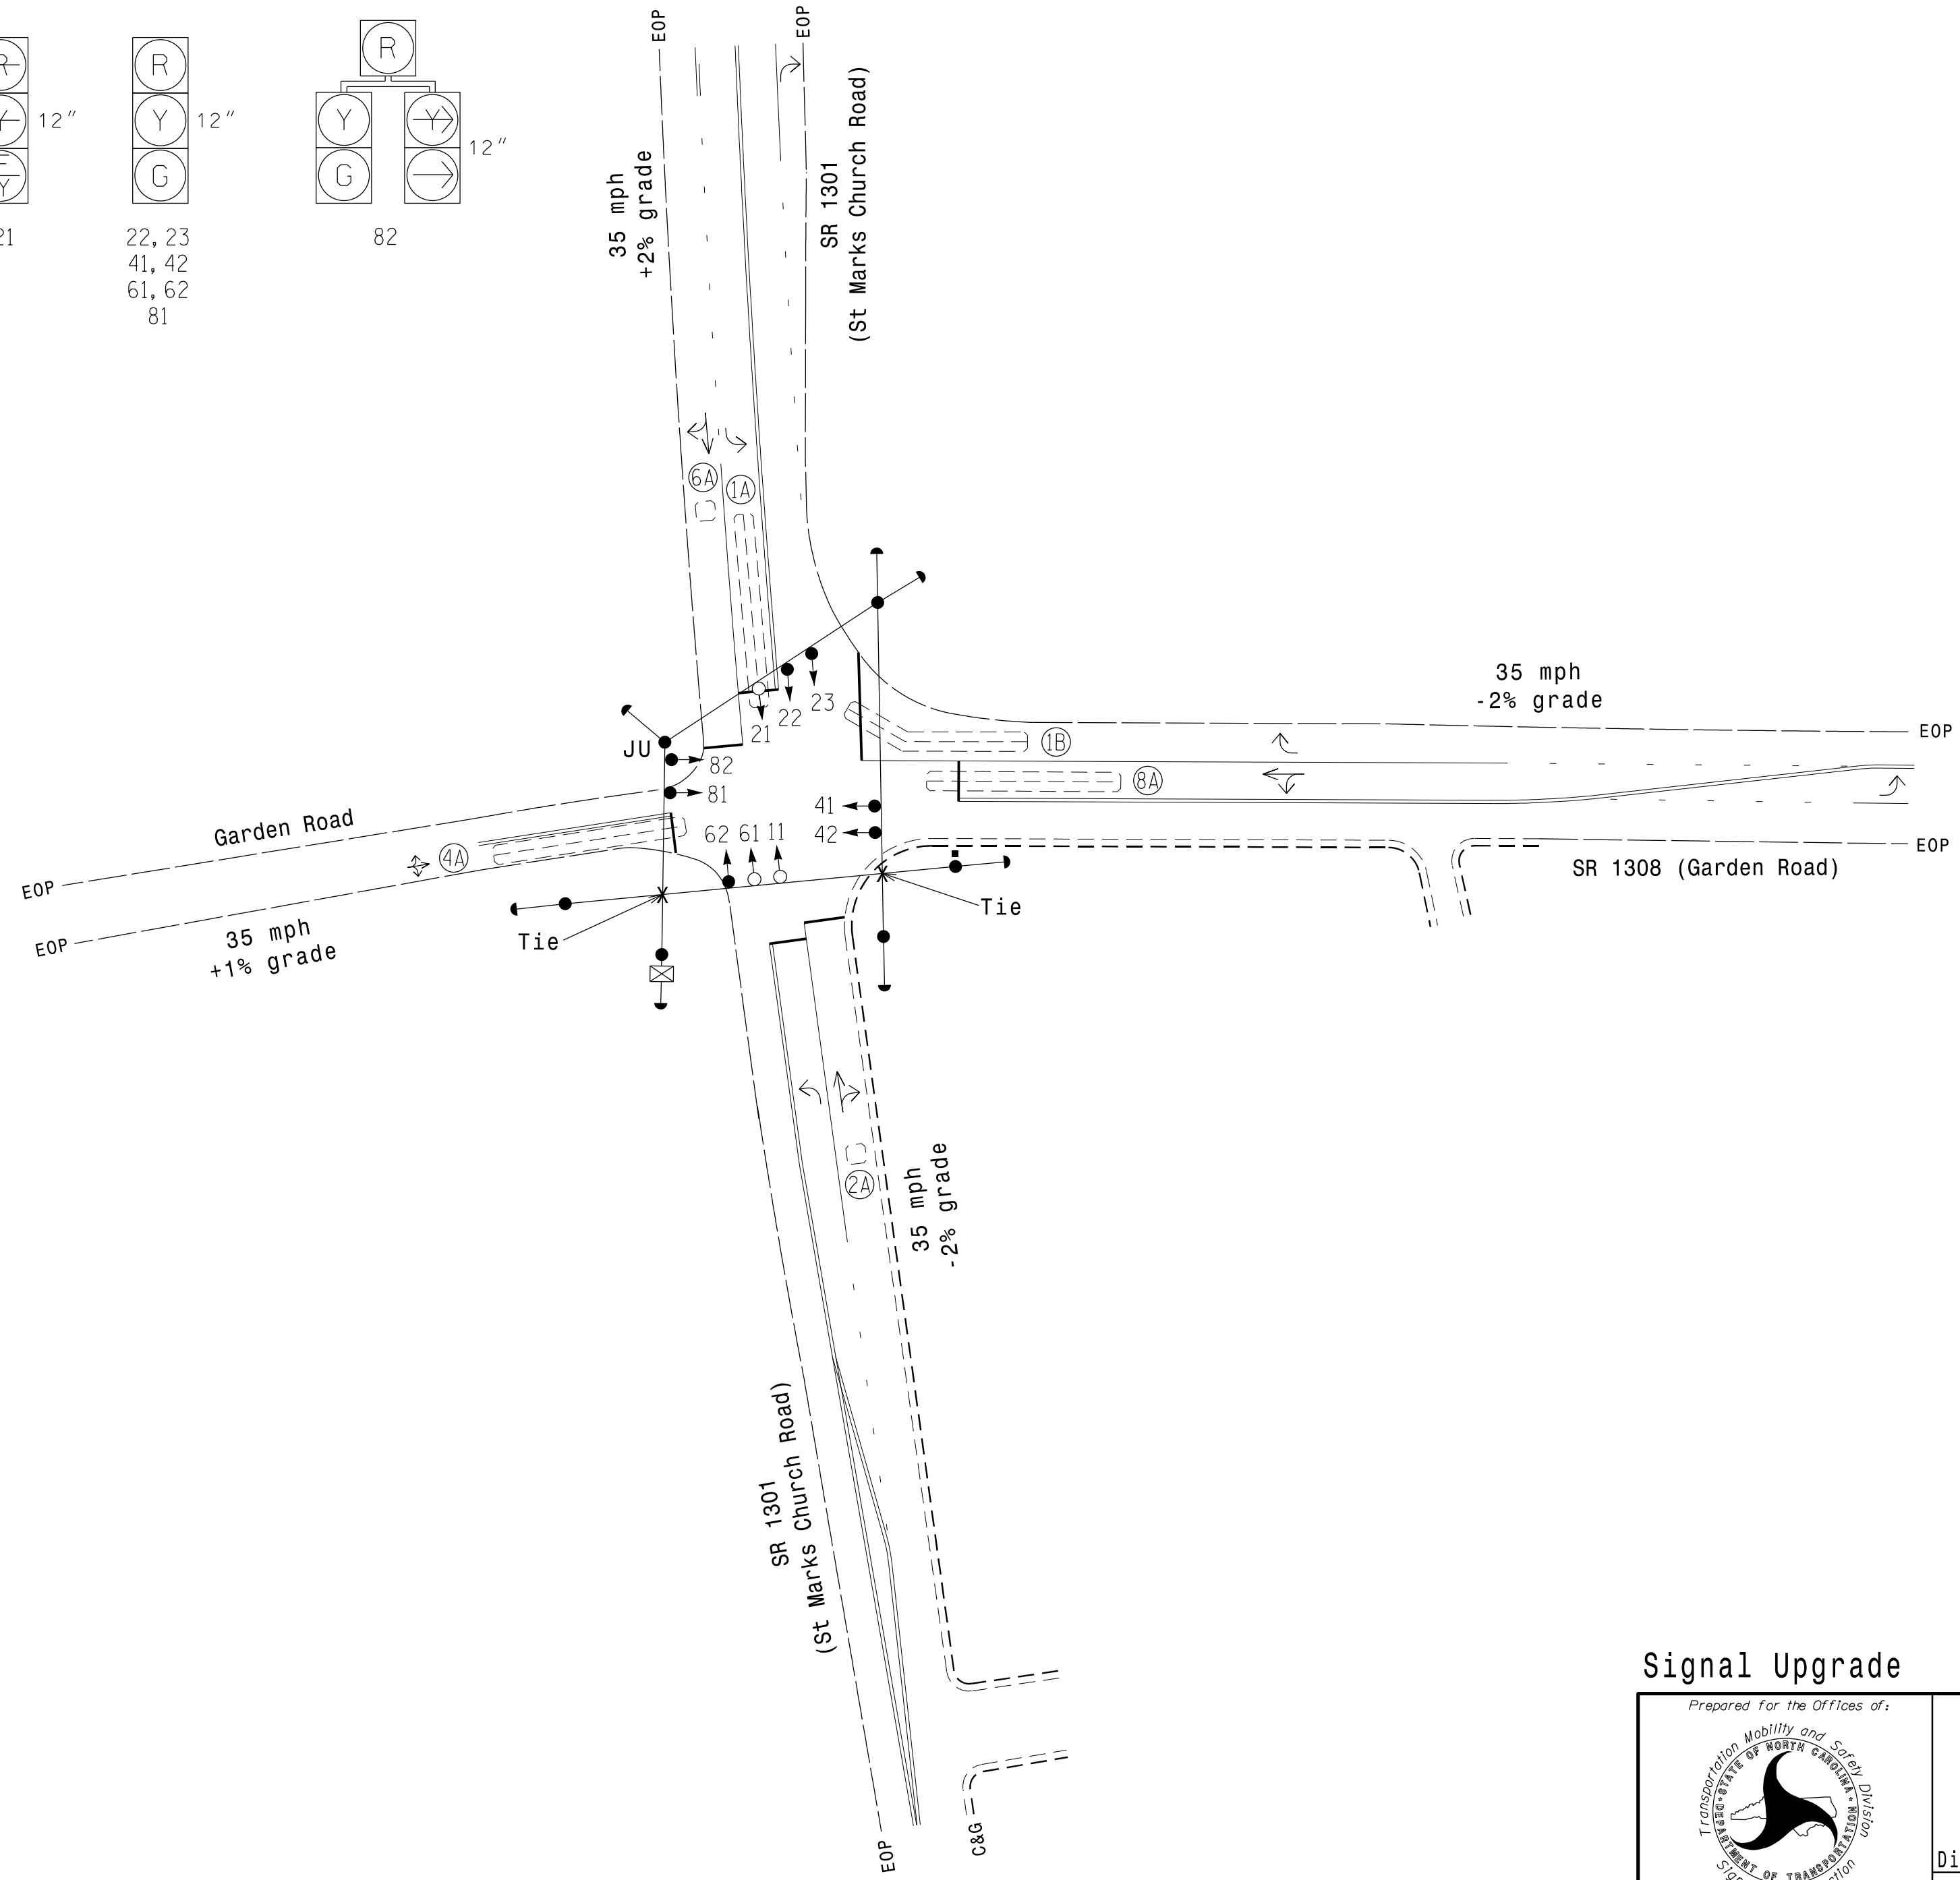 R
Y
12"
R
Y
G
12"
R
Y
Y
G
12"
21
22, 23
41, 42
61, 62
81
82
EOP
EOP
35 mph
+2% grade
SR 1301
(St Marks Church Road)
6A
1A
23
22
21
JU
82
81
1B
8A
35 mph
-2% grade
EOP
EOP
SR 1308 (Garden Road)
41
42
62 61 11
Garden Road
4A
EOP
EOP
35 mph
+1% grade
Tie
Tie
2A
35 mph
-2% grade
SR 1301
(St Marks Church Road)
EOP
C&G
Signal Upgrade
Prepared for the Offices of:
Transportation Mobility and Safety Division
STATE OF NORTH CAROLINA
DEPARTMENT OF TRANSPORTATION